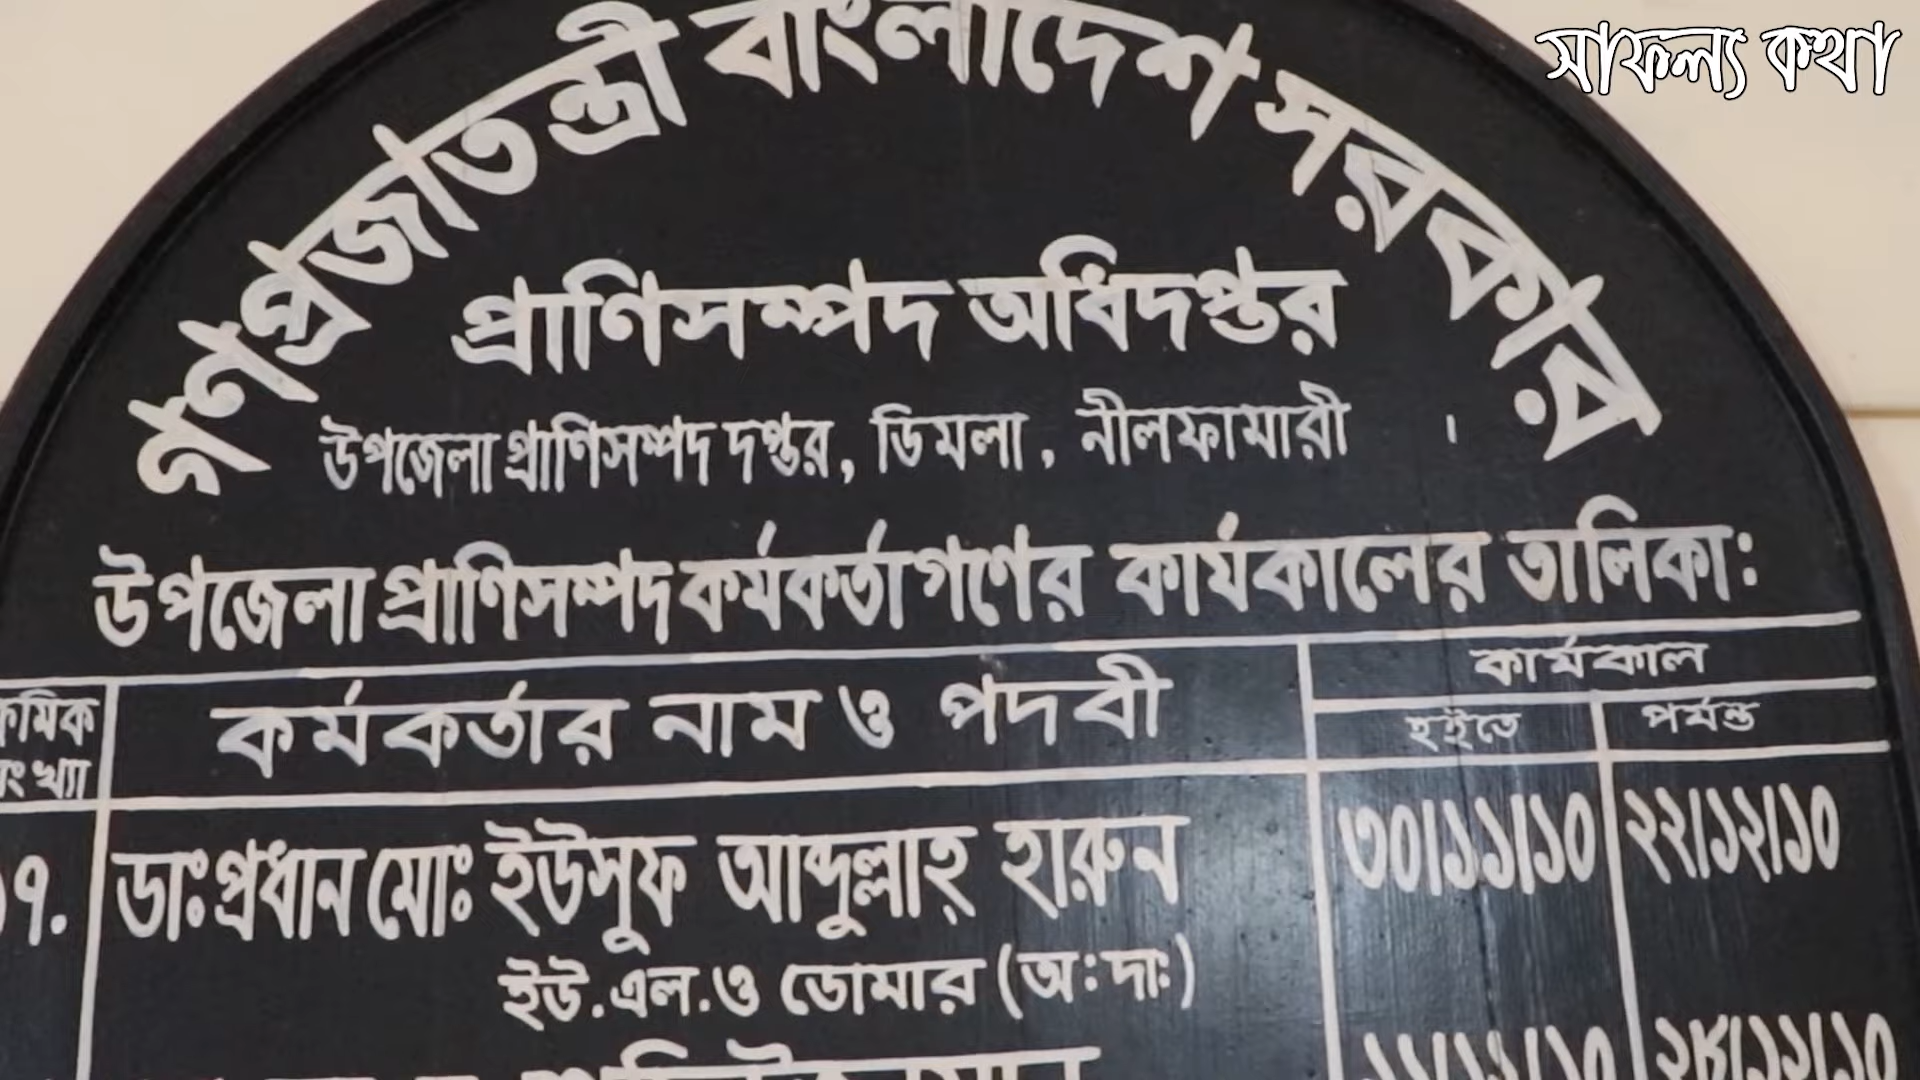 সাফল্য কথা
গণপ্রজাতন্ত্রী বাংলাদেশ সরকার
প্রাণিসম্পদ অধিদপ্তর
উপজেলা প্রাণিসম্পদ দপ্তর, ডিমলা, নীলফামারী ।
উপজেলা প্রাণিসম্পদ কর্মকর্তাগণের কার্যকালের তালিকা:
কর্মকর্তার নাম ও পদবী
কার্যকাল
হইতে পর্যন্ত
ডাঃ প্রধান মোঃ ইউসুফ আব্দুল্লাহ হারুন ৩০/১১/১০ ২২/১২/১০
ইউ.এল.ও ডোমার (অ:দা:)